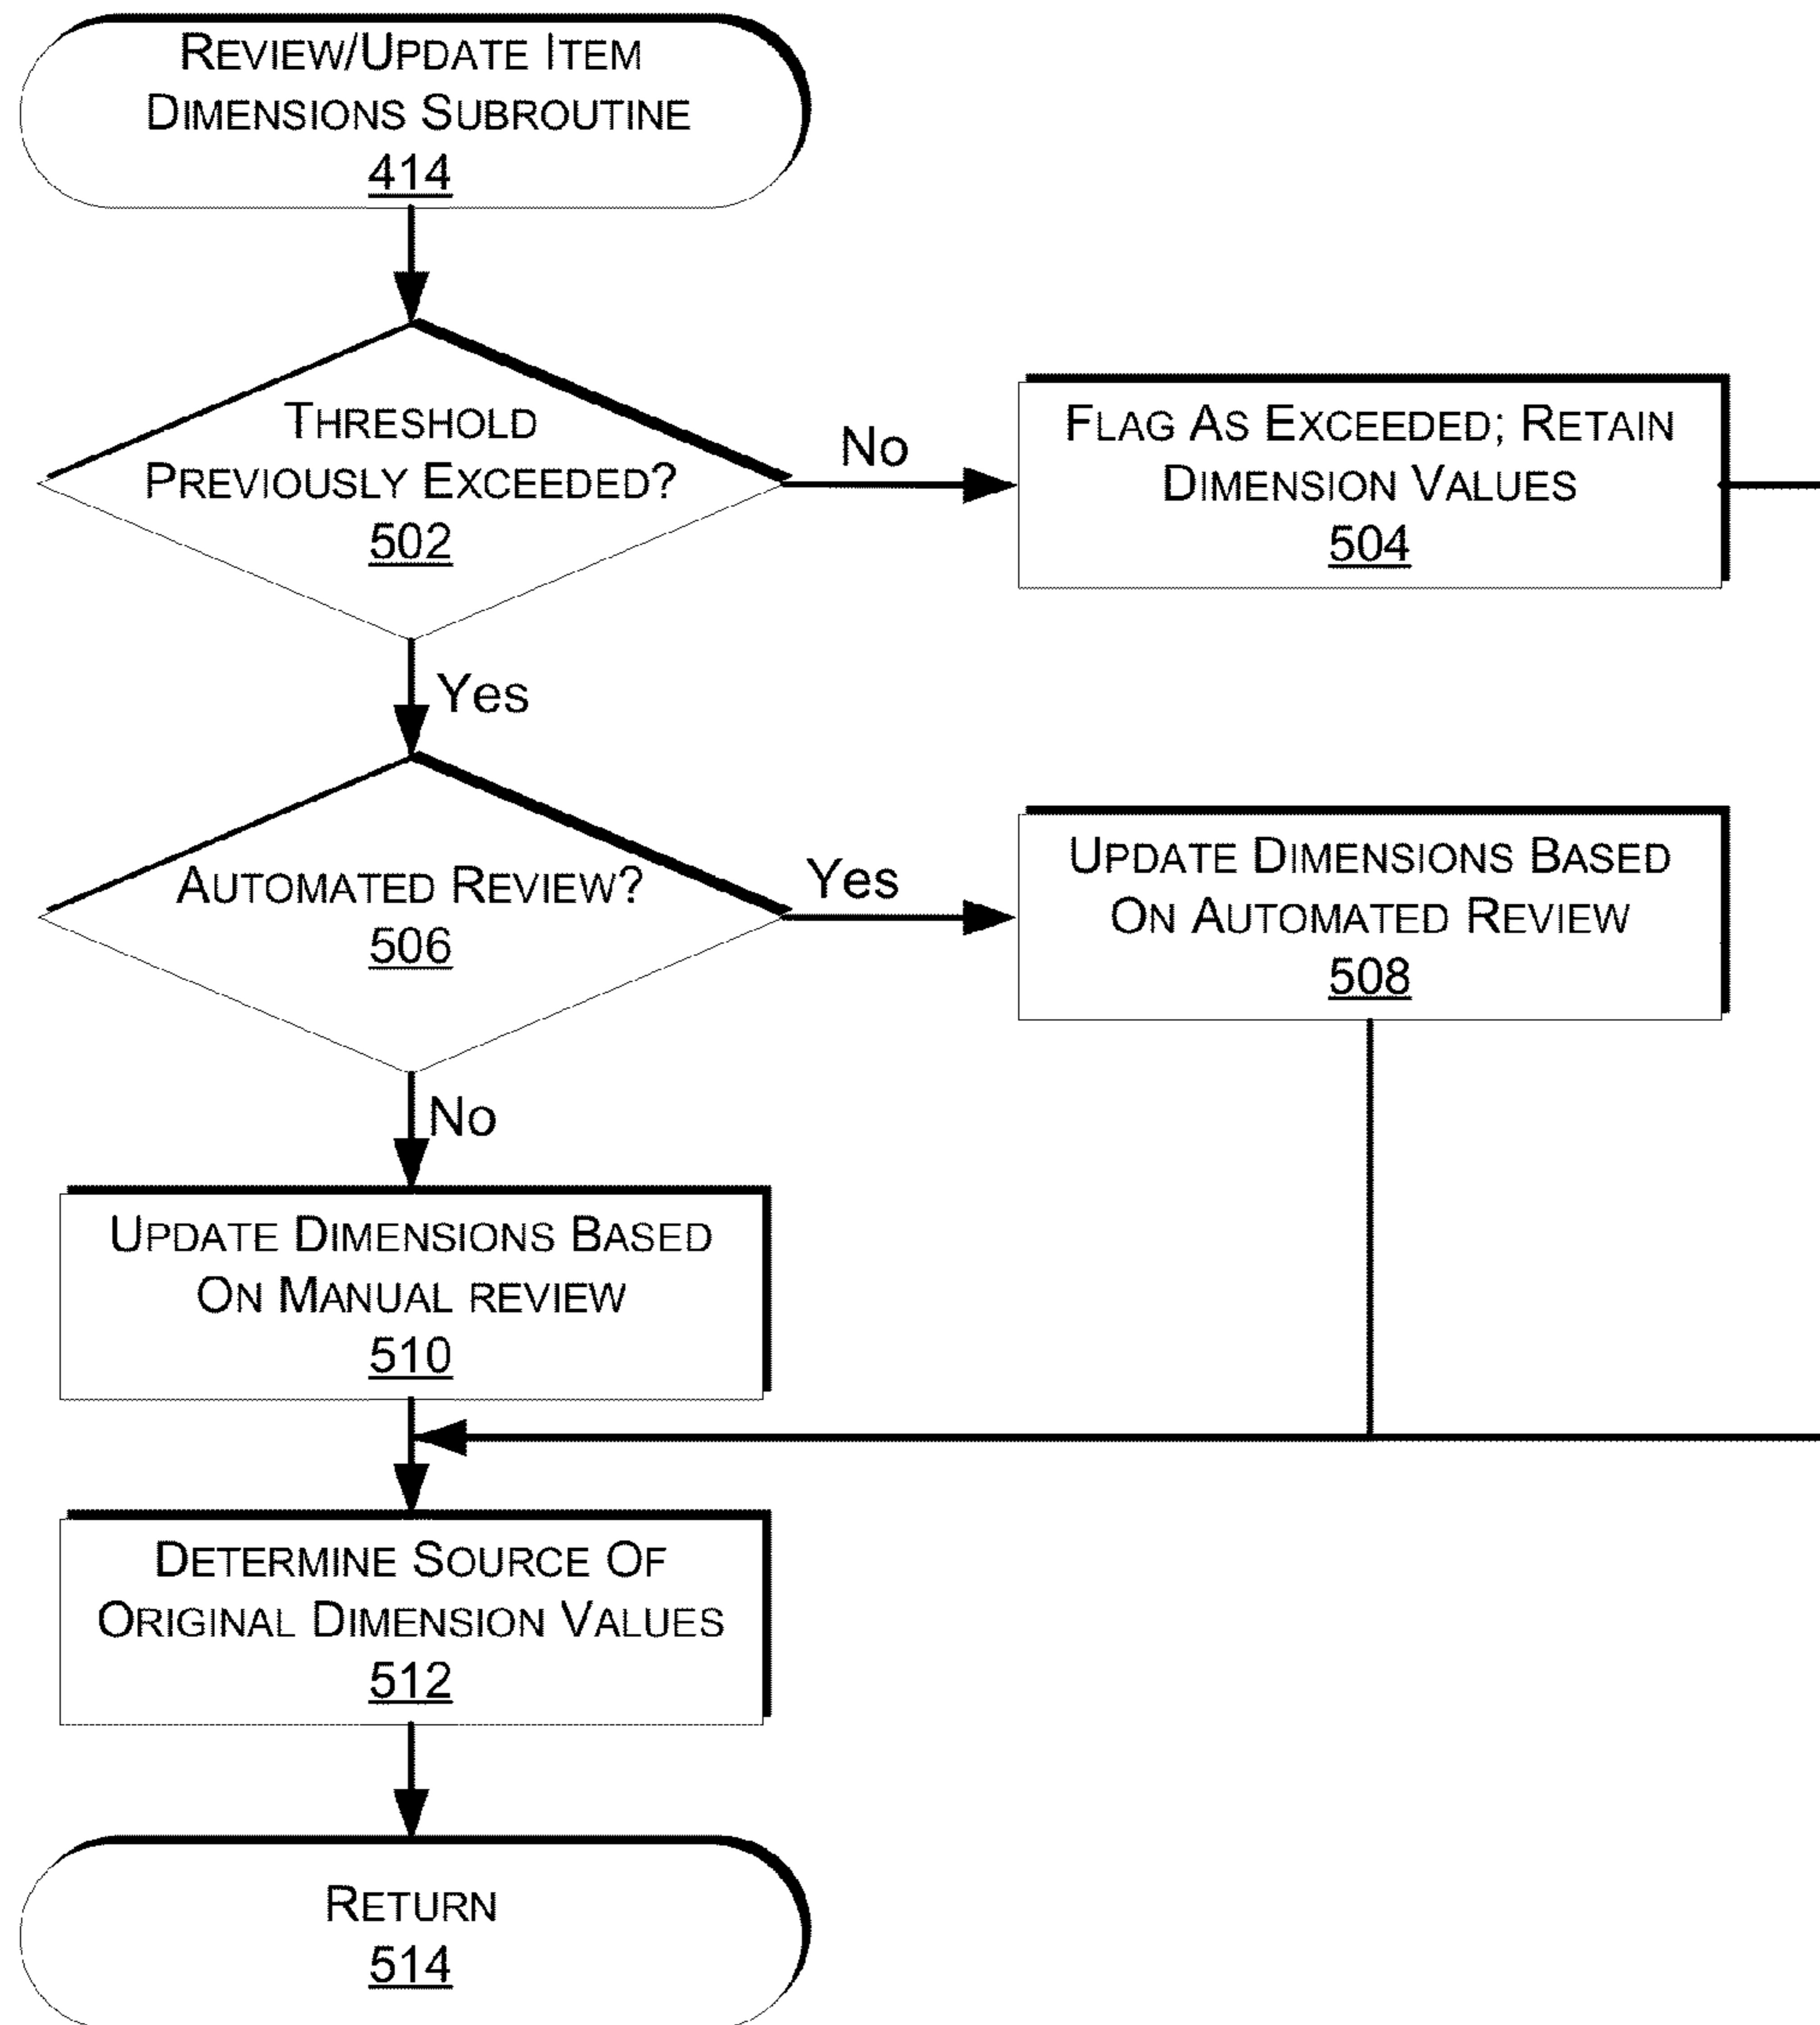 REVIEW/UPDATE ITEM
DIMENSIONS SUBROUTINE
414
THRESHOLD
PREVIOUSLY EXCEEDED?
502
No
FLAG AS EXCEEDED; RETAIN
DIMENSION VALUES
504
Yes
AUTOMATED REVIEW?
506
Yes
UPDATE DIMENSIONS BASED
ON AUTOMATED REVIEW
508
No
UPDATE DIMENSIONS BASED
ON MANUAL REVIEW
510
DETERMINE SOURCE OF
ORIGINAL DIMENSION VALUES
512
RETURN
514